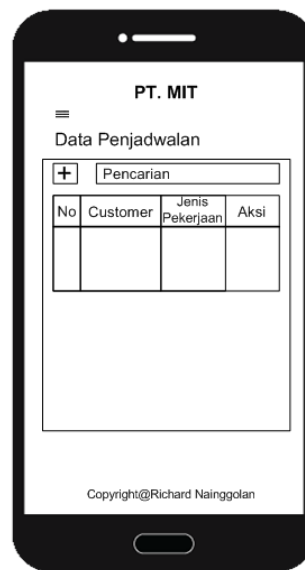 PT. MIT
Data Penjadwalan
+ Pencarian
No Customer Jenis Pekerjaan Aksi
Copyright@Richard Nainggolan